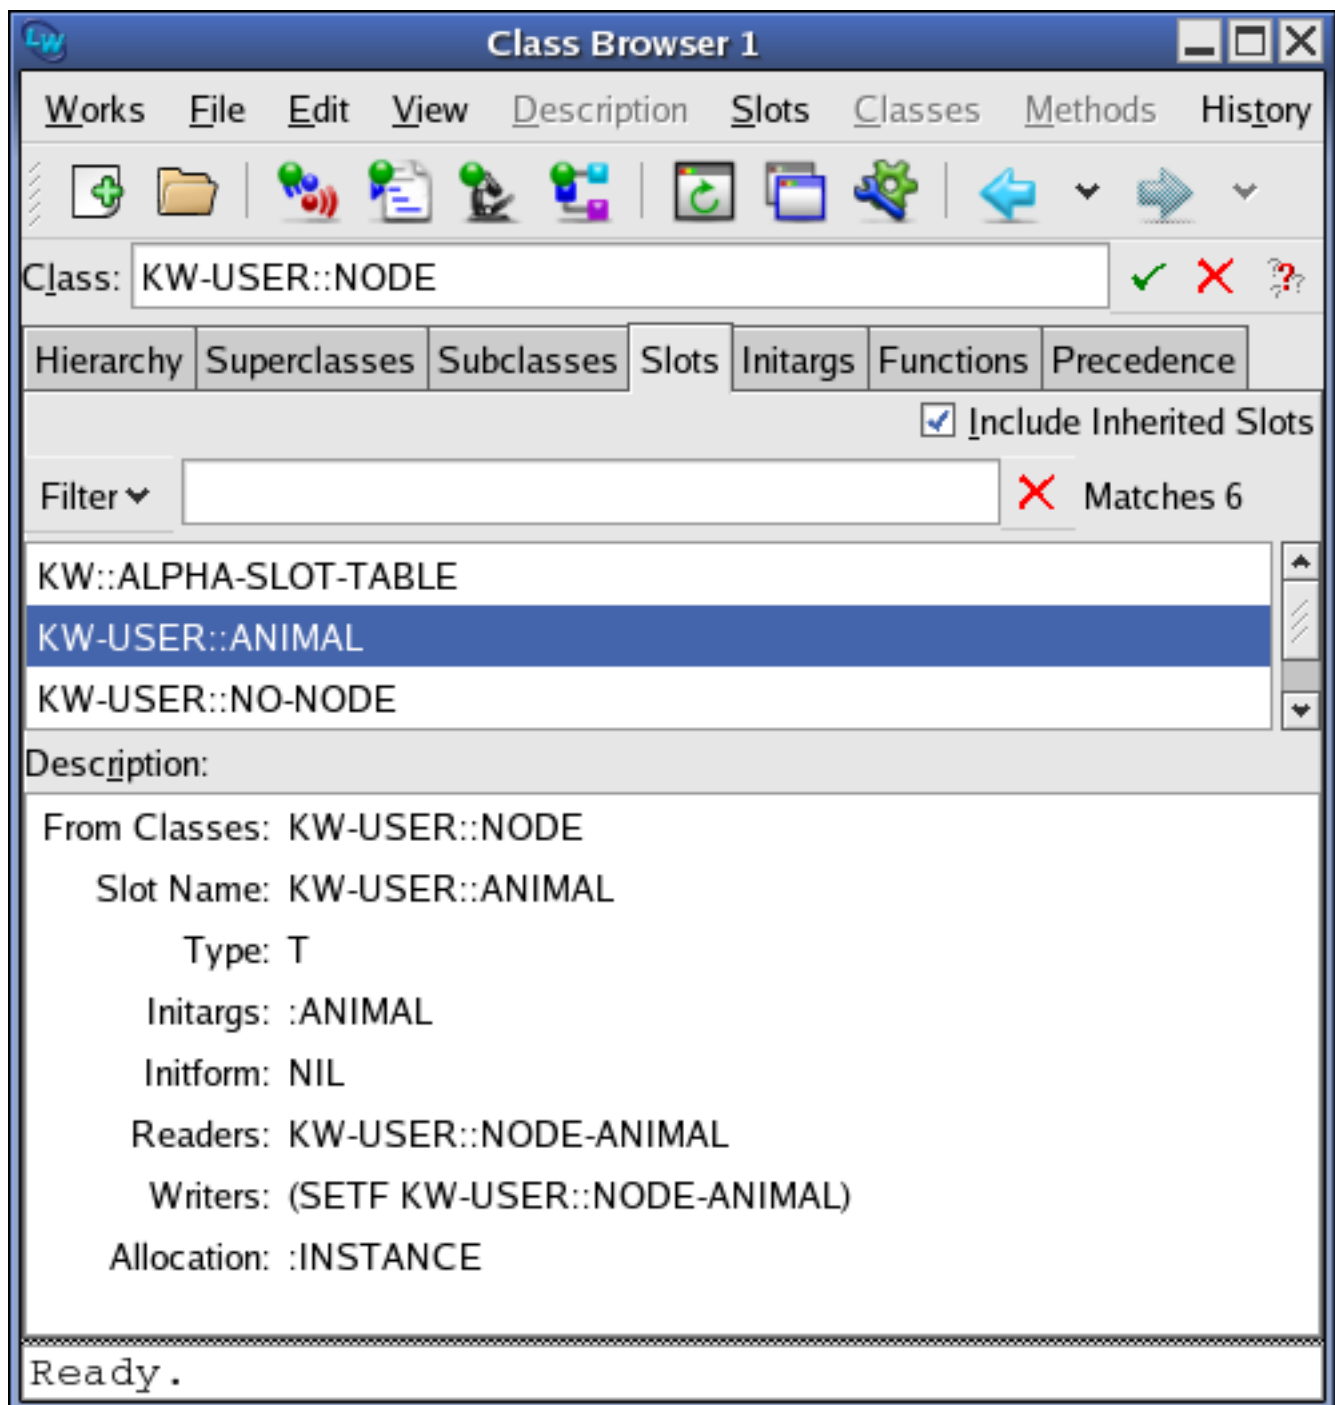 LW Class Browser 1
Works File Edit View Description Slots Classes Methods History
Class: KW-USER::NODE
Hierarchy Superclasses Subclasses Slots Initargs Functions Precedence
Include Inherited Slots
Filter Matches 6
KW::ALPHA-SLOT-TABLE
KW-USER::ANIMAL
KW-USER::NO-NODE
Description:
From Classes: KW-USER::NODE
Slot Name: KW-USER::ANIMAL
Type: T
Initargs: :ANIMAL
Initform: NIL
Readers: KW-USER::NODE-ANIMAL
Writers: (SETF KW-USER::NODE-ANIMAL)
Allocation: :INSTANCE
Ready.